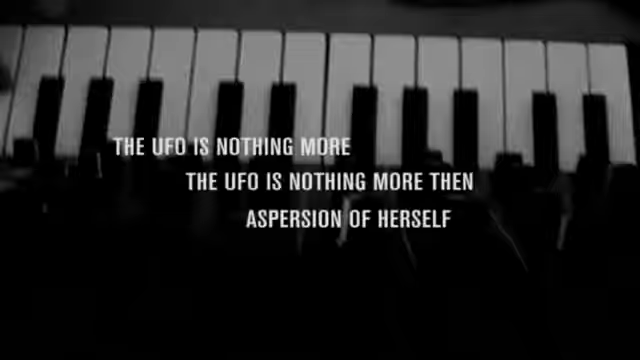 THE UFO IS NOTHING MORE
THE UFO IS NOTHING MORE THEN
ASPERSION OF HERSELF